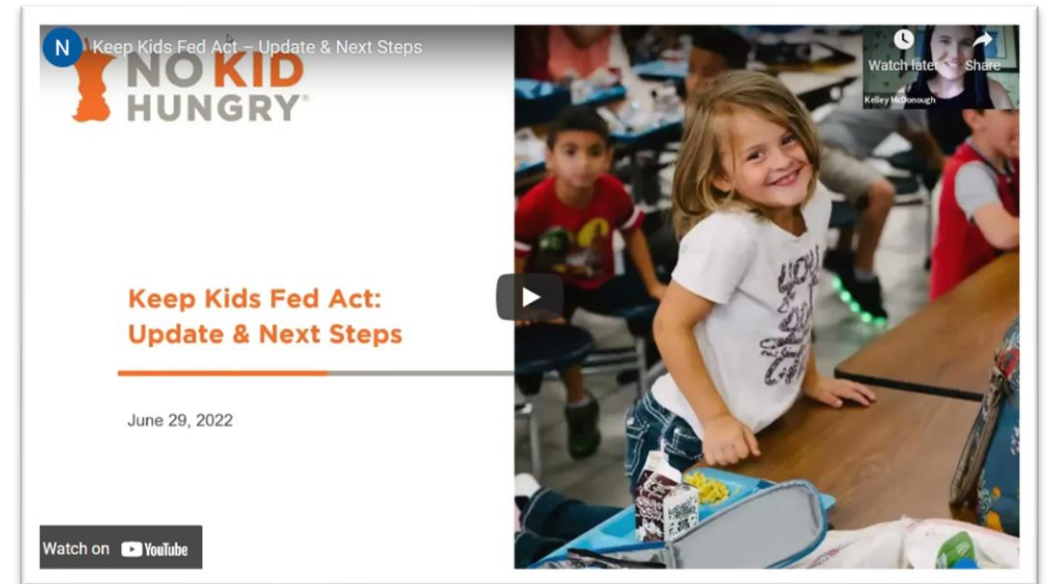 N
Keep Kids Fed Act – Update & Next Steps
Watch later
Share
Kelley McDonough
NO KID
HUNGRY®
Keep Kids Fed Act:
Update & Next Steps
June 29, 2022
Watch on YouTube